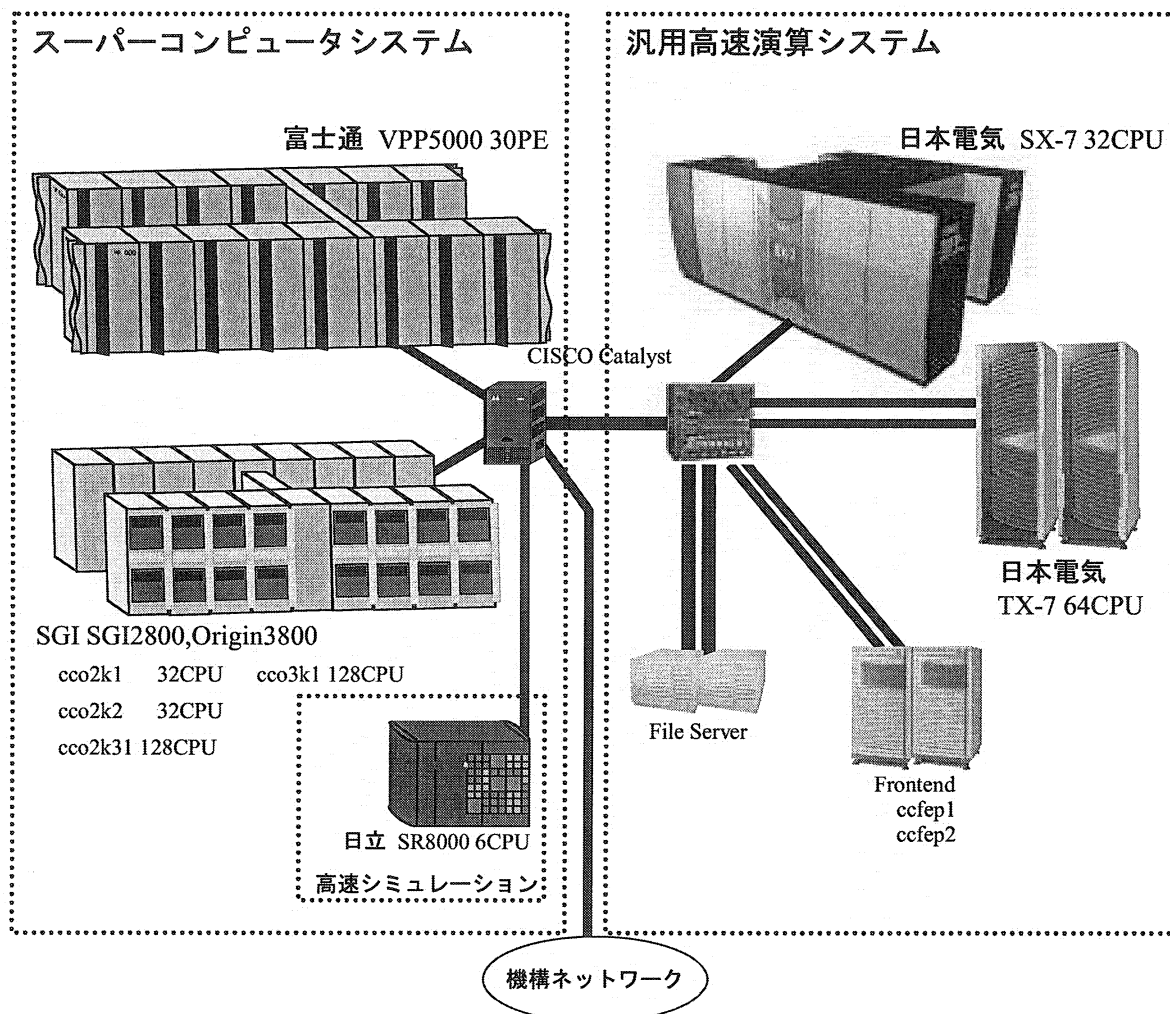 スーパーコンピュータシステム
富士通 VPP5000 30PE
SGI SGI2800,Origin3800
cco2k1 32CPU cco3k1 128CPU
cco2k2 32CPU
cco2k31 128CPU
日立 SR8000 6CPU
高速シミュレーション
CISCO Catalyst
汎用高速演算システム
日本電気 SX-7 32CPU
日本電気
TX-7 64CPU
File Server
Frontend
ccfep1
ccfep2
機構ネットワーク